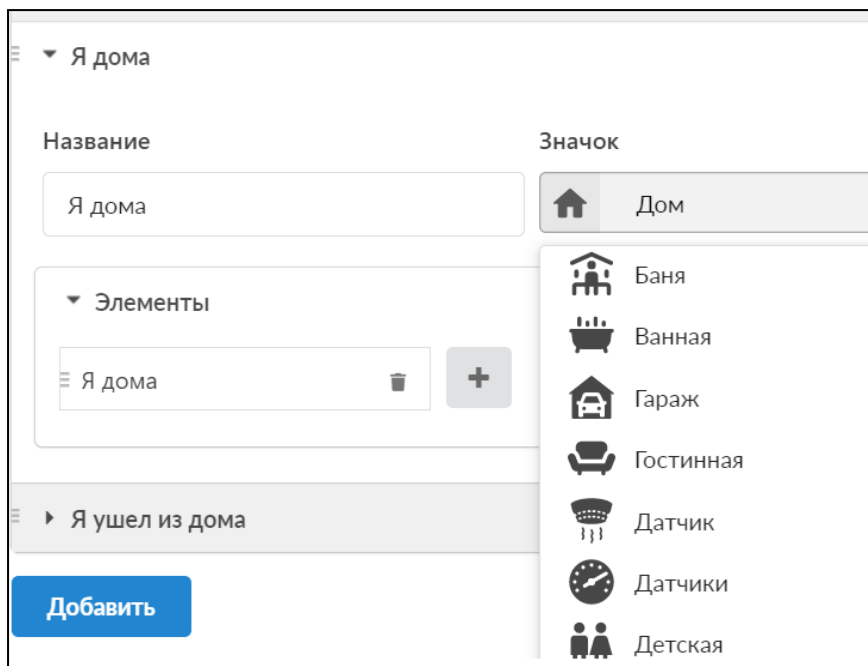 Я дома
Название
Значок
Я дома
Дом
Баня
Элементы
Ванная
Я дома
Гараж
Гостинная
Я ушел из дома
Датчик
Датчики
Добавить
Детская